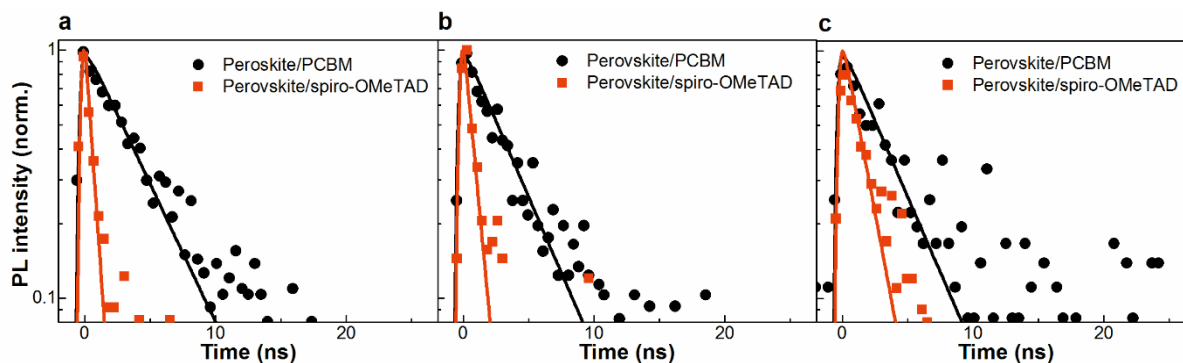 a
Peroskite/PCBM
Perovskite/spiro-OMeTAD
b
Perovskite/PCBM
Perovskite/spiro-OMeTAD
c
Perovskite/PCBM
Perovskite/spiro-OMeTAD
PL intensity (norm.)
1
0.1
0 10 20
0 10 20
0 10 20
Time (ns)
Time (ns)
Time (ns)